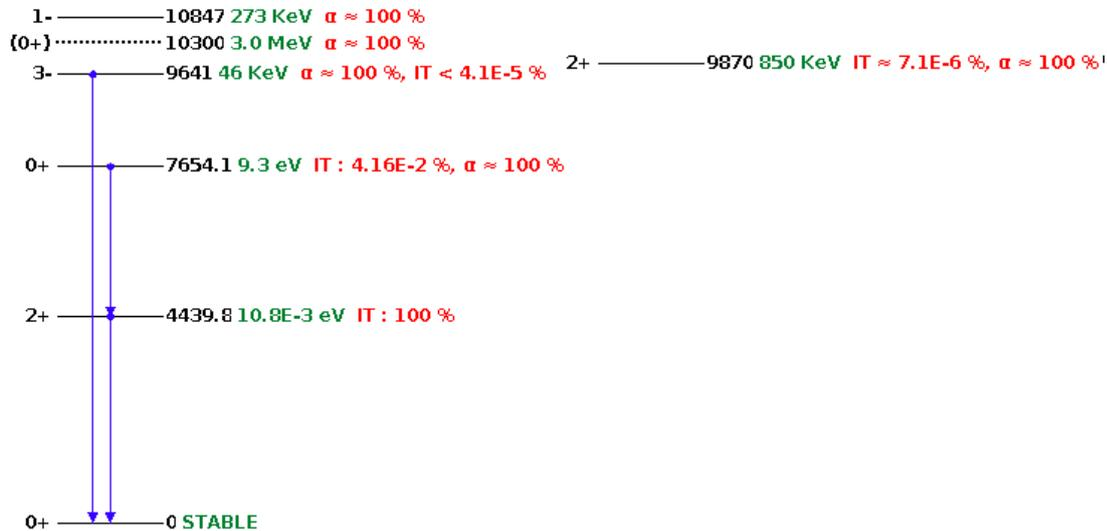 1- 10847 273 KeV α ≈ 100 %
(0+) 10300 3.0 MeV α ≈ 100 %
2+ 9870 850 KeV IT ≈ 7.1E-6 %, α ≈ 100 %
3- 9641 46 KeV α ≈ 100 %, IT < 4.1E-5 %
0+ 7654.1 9.3 eV IT : 4.16E-2 %, α ≈ 100 %
2+ 4439.8 10.8E-3 eV IT : 100 %
0+ 0 STABLE